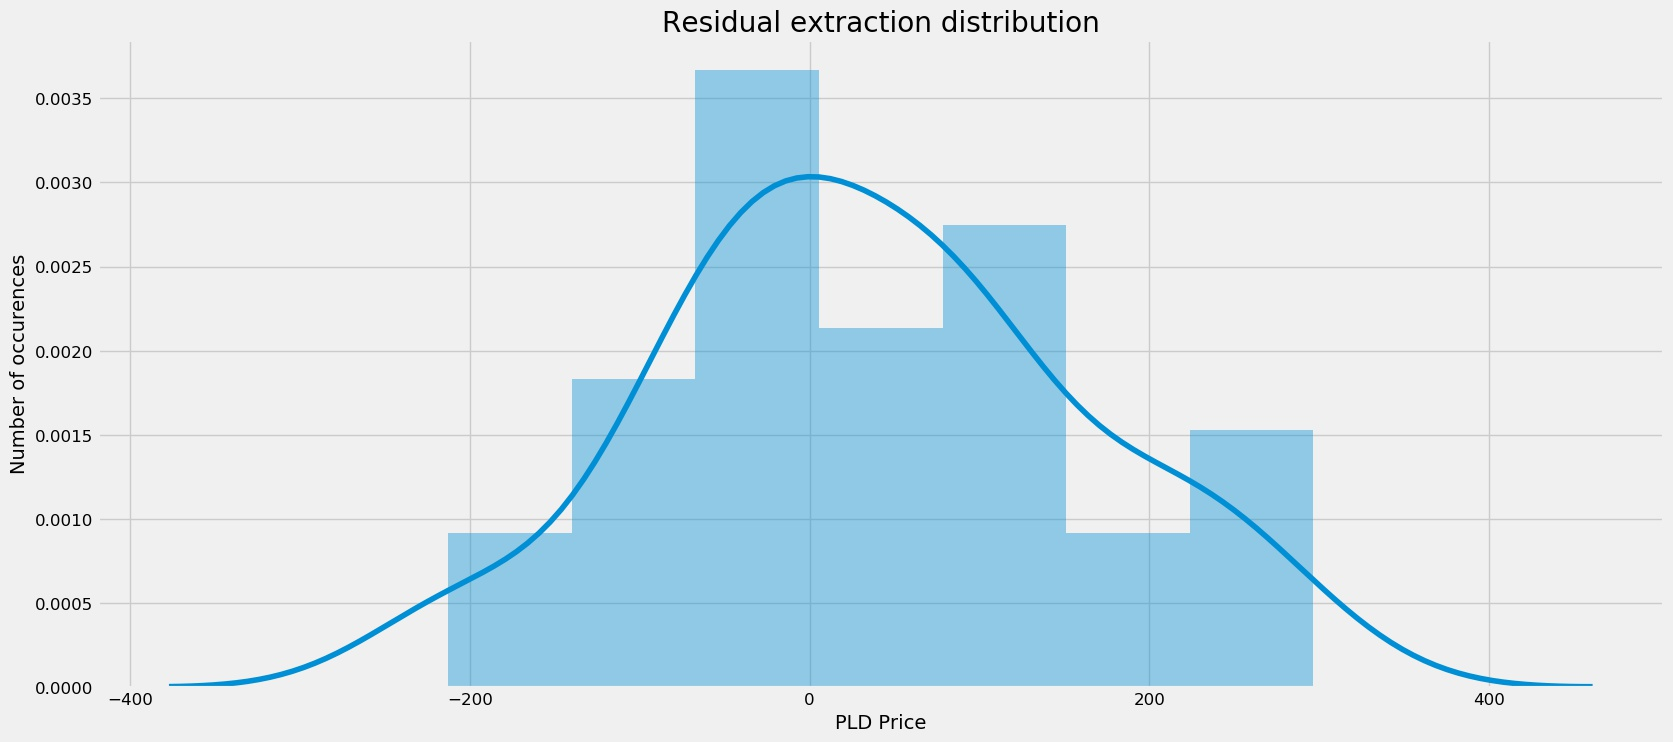 Residual extraction distribution
Number of occurences
0.0035
0.0030
0.0025
0.0020
0.0015
0.0010
0.0005
0.0000
−400 −200 0 200 400
PLD Price